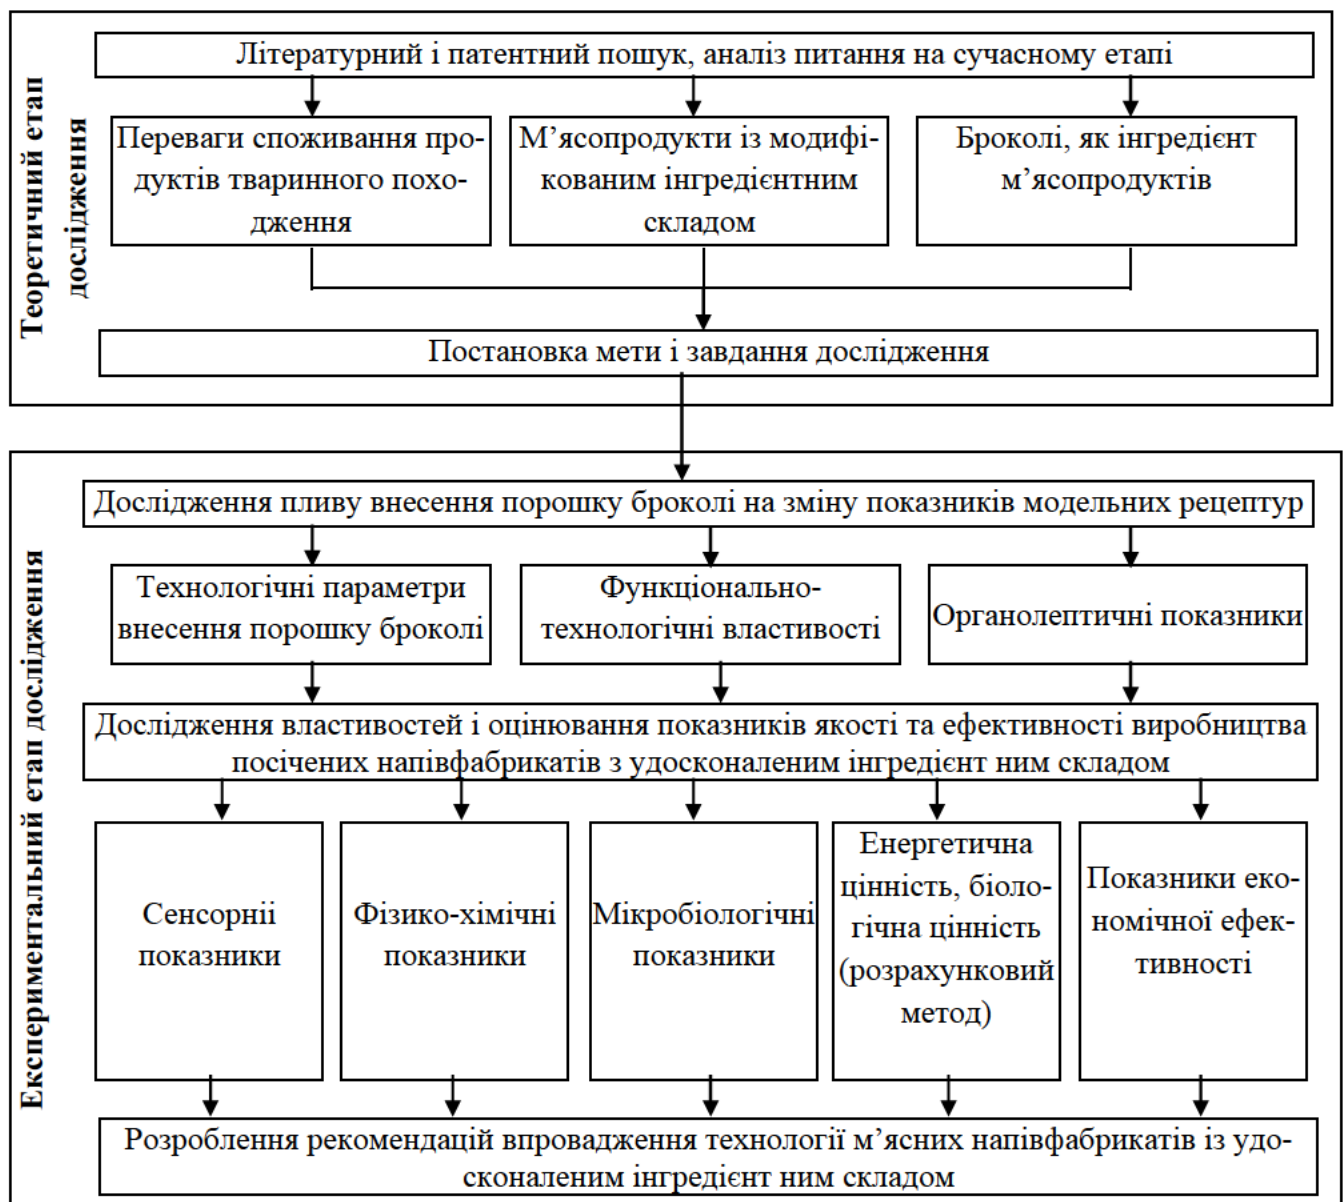 Теоретичний етап
дослідження
Літературний і патентний пошук, аналіз питання на сучасному етапі
Переваги споживання про-
дуктів тваринного похо-
дження
М’ясопродукти із модифі-
кованим інгредієнтним
складом
Броколі, як інгредієнт
м’ясопродуктів
Постановка мети і завдання дослідження
Експериментальний етап дослідження
Дослідження пливу внесення порошку броколі на зміну показників модельних рецептур
Технологічні параметри
внесення порошку броколі
Функціонально-
технологічні властивості
Органолептичні показники
Дослідження властивостей і оцінювання показників якості та ефективності виробництва
посічених напівфабрикатів з удосконаленим інгредієнт ним складом
Сенсорніі
показники
Фізико-хімічні
показники
Мікробіологічні
показники
Енергетична
цінність, біоло-
гічна цінність
(розрахунковий
метод)
Показники еко-
номічної ефек-
тивності
Розроблення рекомендацій впровадження технології м’ясних напівфабрикатів із удо-
сконаленим інгредієнт ним складом